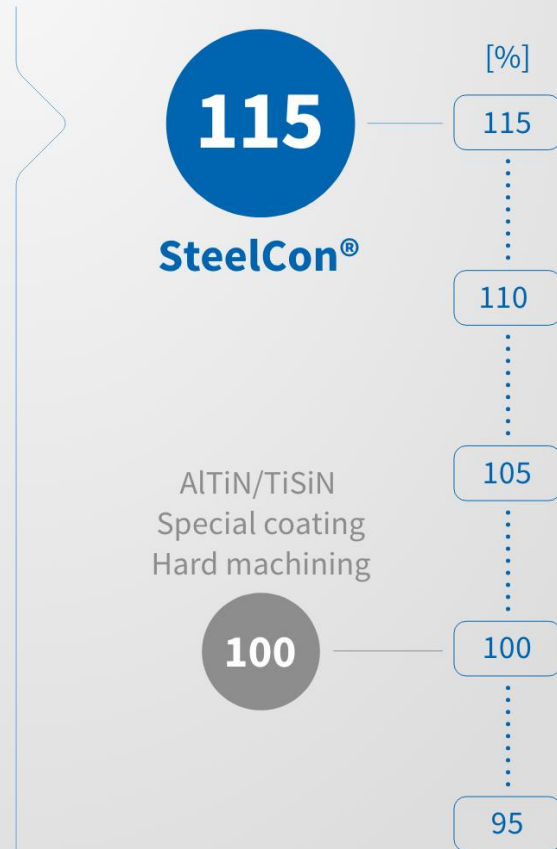 [%]
115
115
SteelCon®
110
105
AlTiN/TiSiN
Special coating
Hard machining
100
100
95